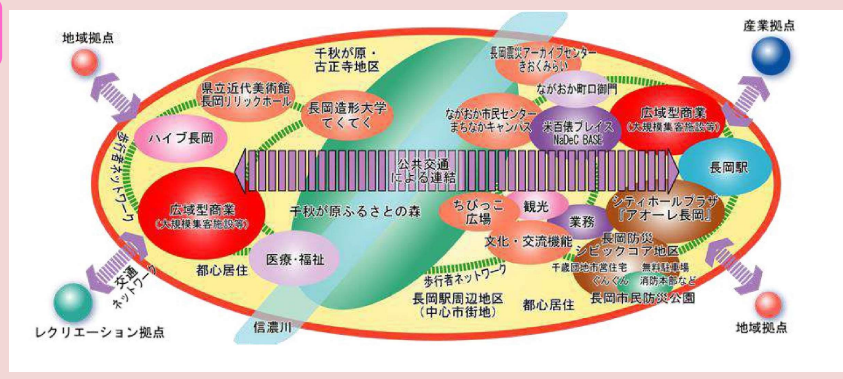 地域拠点
千秋が原・
古正寺地区
長岡震災アーカイブセンター
きおくみらい
産業拠点
県立近代美術館
長岡リリックホール
長岡造形大学
てくてく
ながおか市民センター
まちなかキャンパス
ながおか町口御門
米百俵プレイス
NaDeC BASE
広域型商業
(大規模集客施設等)
ハイブ長岡
歩行者ネットワーク
公共交通
による連結
長岡駅
広域型商業
(大規模集客施設等)
千秋が原ふるさとの森
ちびっこ
広場
観光
業務
シティホールプラザ
『アオーレ長岡』
文化・交流機能
長岡防災
シビックコア地区
医療・福祉
都心居住
交通
ネットワーク
歩行者ネットワーク
千歳団地市営住宅 無料駐車場
ぐんぐん 消防本部など
長岡市民防災公園
長岡駅周辺地区
(中心市街地)
都心居住
信濃川
レクリエーション拠点
地域拠点